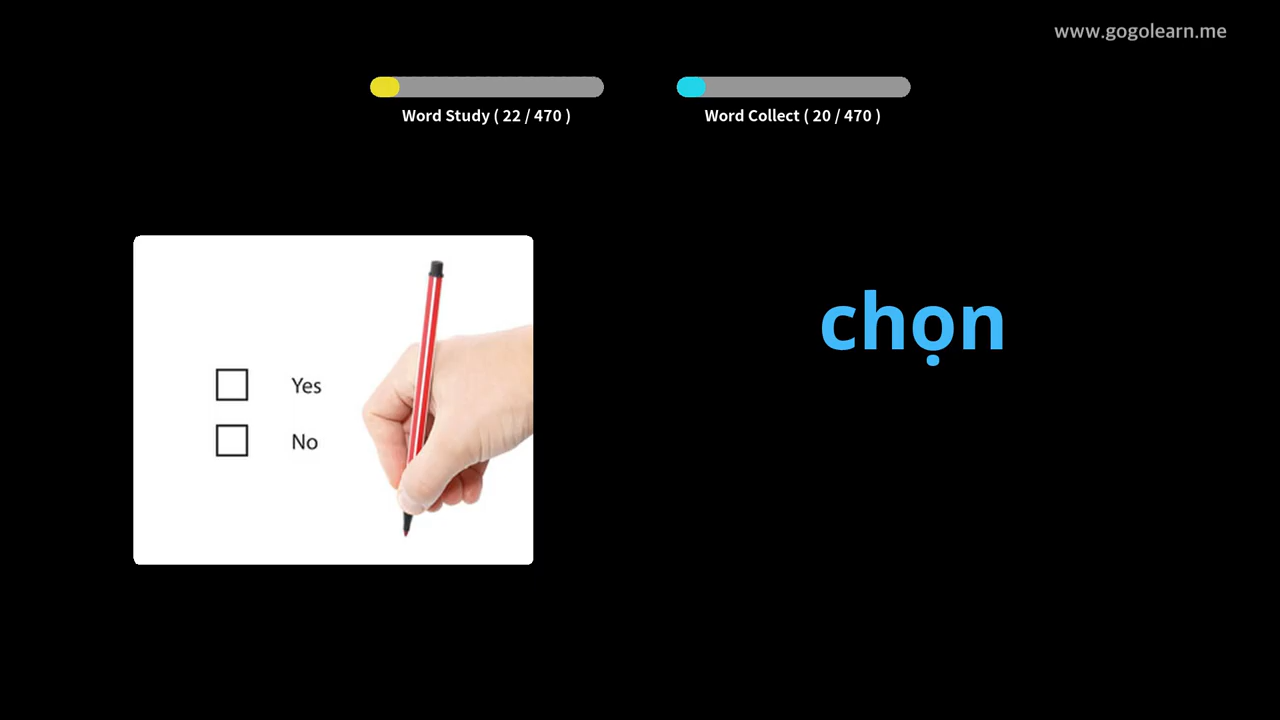 www.gogolearn.me
Word Study ( 22 / 470 )
Word Collect ( 20 / 470 )
chọn
Yes
No